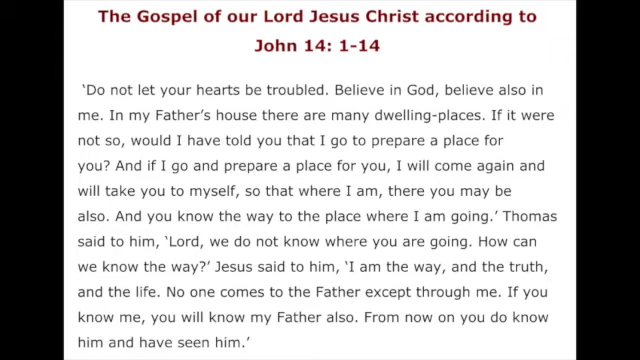 The Gospel of our Lord Jesus Christ according to
John 14: 1-14
‘Do not let your hearts be troubled. Believe in God, believe also in
me. In my Father’s house there are many dwelling-places. If it were
not so, would I have told you that I go to prepare a place for
you? And if I go and prepare a place for you, I will come again and
will take you to myself, so that where I am, there you may be
also. And you know the way to the place where I am going.’ Thomas
said to him, ‘Lord, we do not know where you are going. How can
we know the way?’ Jesus said to him, ‘I am the way, and the truth,
and the life. No one comes to the Father except through me. If you
know me, you will know my Father also. From now on you do know
him and have seen him.’